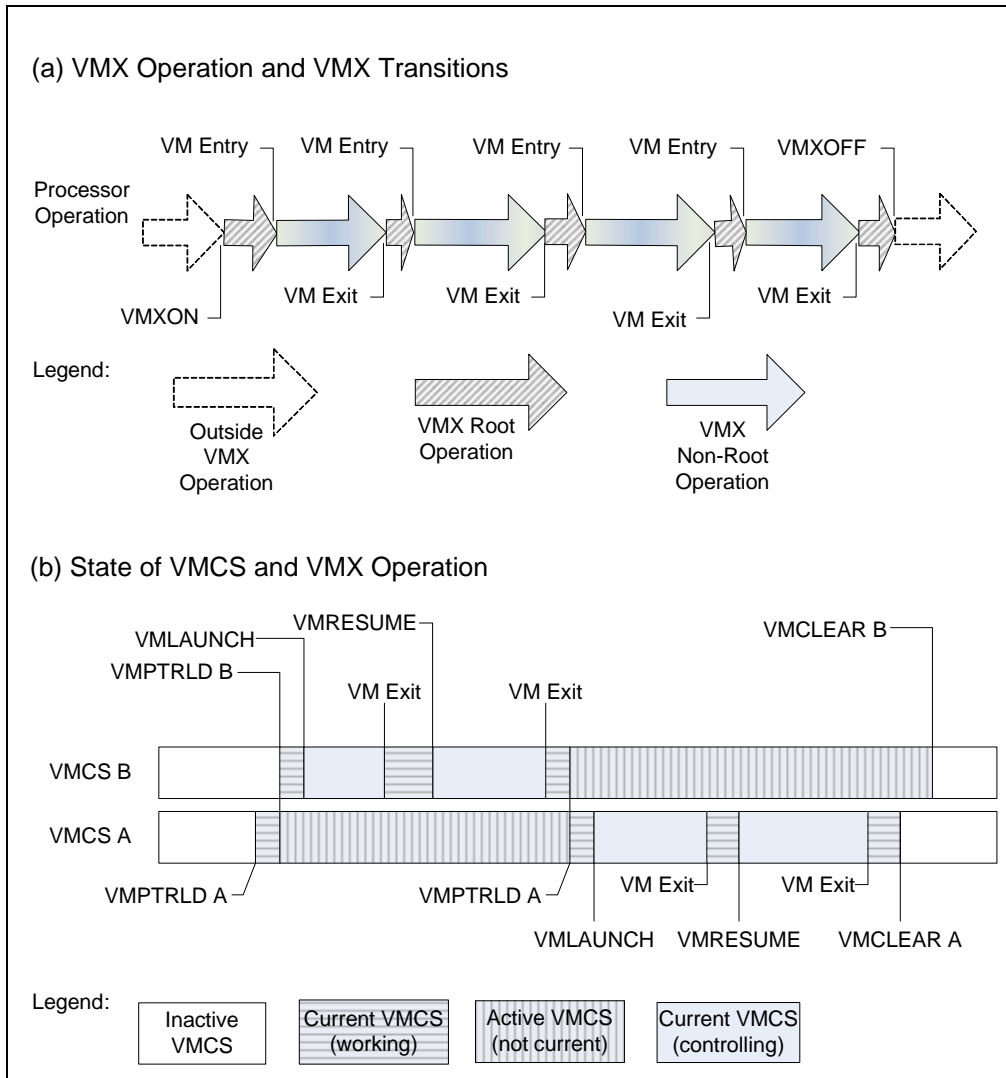 (a) VMX Operation and VMX Transitions
VM Entry VM Entry VM Entry VM Entry VMXOFF
Processor
Operation
VM Exit VM Exit VM Exit VM Exit
VMXON
Legend:
Outside
VMX
Operation
VMX Root
Operation
VMX
Non-Root
Operation
(b) State of VMCS and VMX Operation
VMRESUME
VMLAUNCH
VMCLEAR B
VMPTRLD B
VM Exit VM Exit
VMCS B
VMCS A
VMPTRLD A VMPTRLD A VM Exit VM Exit
VMLAUNCH VMRESUME VMCLEAR A
Legend:
Inactive
VMCS
Current VMCS
(working)
Active VMCS
(not current)
Current VMCS
(controlling)